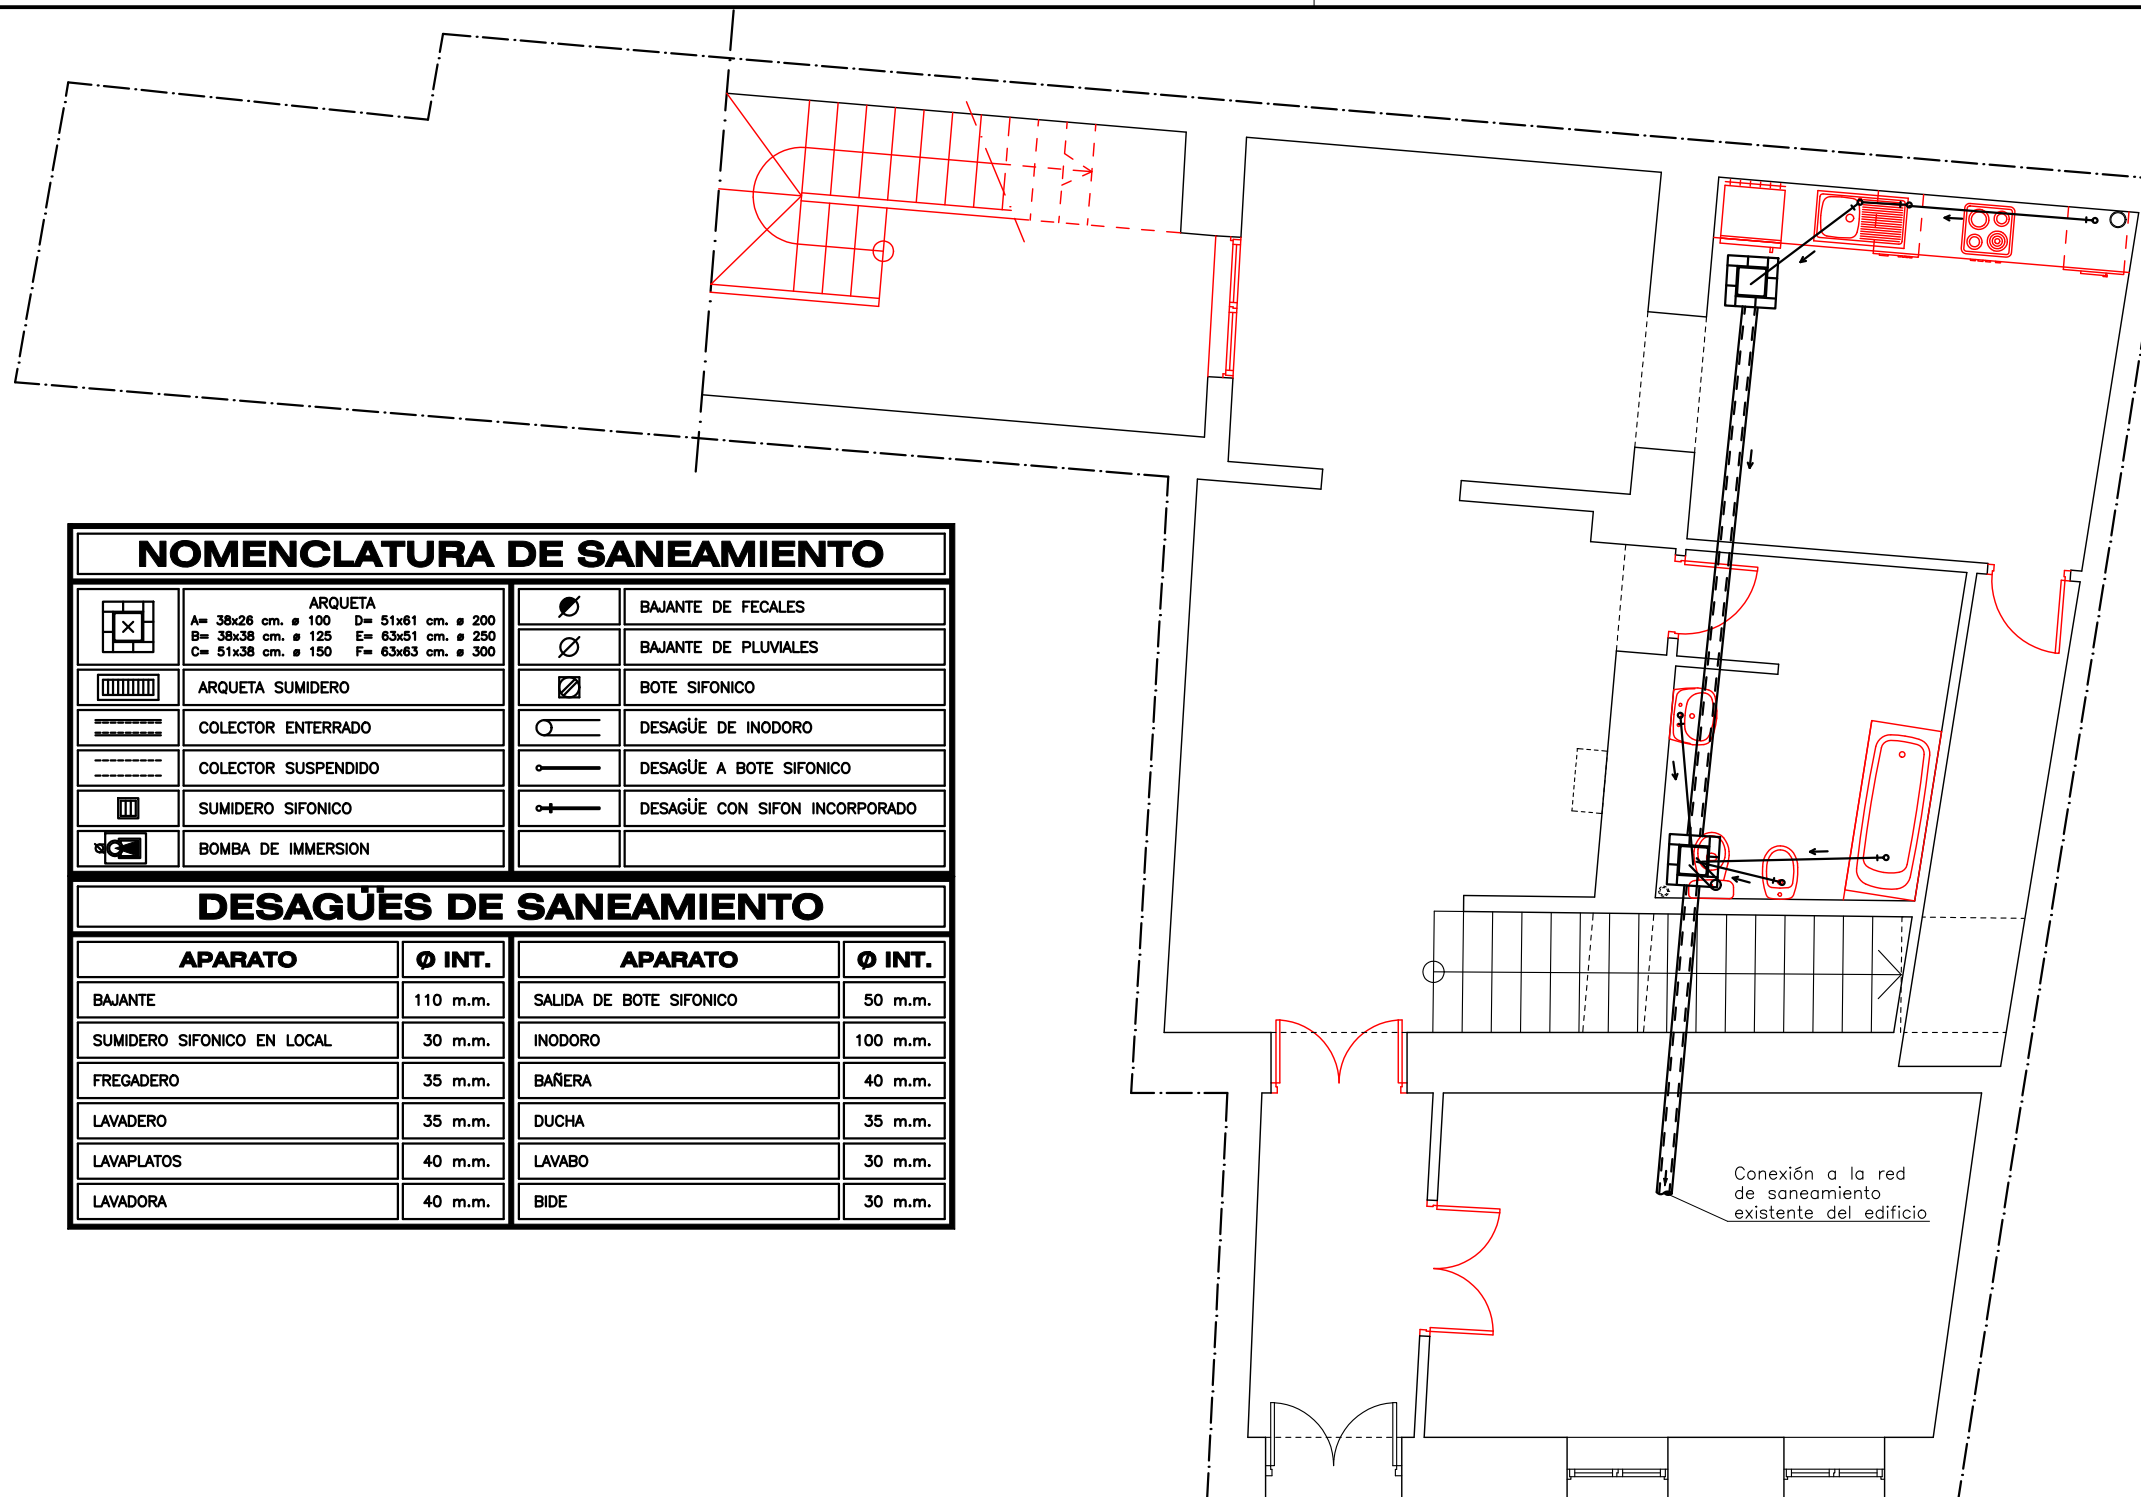 NOMENCLATURA DE SANEAMIENTO
ARQUETA
A= 38x26 cm. ø 100 D= 51x61 cm. ø 200
B= 38x38 cm. ø 125 E= 63x51 cm. ø 250
C= 51x38 cm. ø 150 F= 63x63 cm. ø 300
BAJANTE DE FECALES
BAJANTE DE PLUVIALES
ARQUETA SUMIDERO
BOTE SIFONICO
COLECTOR ENTERRADO
DESAGÜE DE INODORO
COLECTOR SUSPENDIDO
DESAGÜE A BOTE SIFONICO
SUMIDERO SIFONICO
DESAGÜE CON SIFON INCORPORADO
BOMBA DE IMMERSION
DESAGÜES DE SANEAMIENTO
APARATO Ø INT. APARATO Ø INT.
BAJANTE 110 m.m. SALIDA DE BOTE SIFONICO 50 m.m.
SUMIDERO SIFONICO EN LOCAL 30 m.m. INODORO 100 m.m.
FREGADERO 35 m.m. BAÑERA 40 m.m.
LAVADERO 35 m.m. DUCHA 35 m.m.
LAVAPLATOS 40 m.m. LAVABO 30 m.m.
LAVADORA 40 m.m. BIDE 30 m.m.
Conexión a la red
de saneamiento
existente del edificio